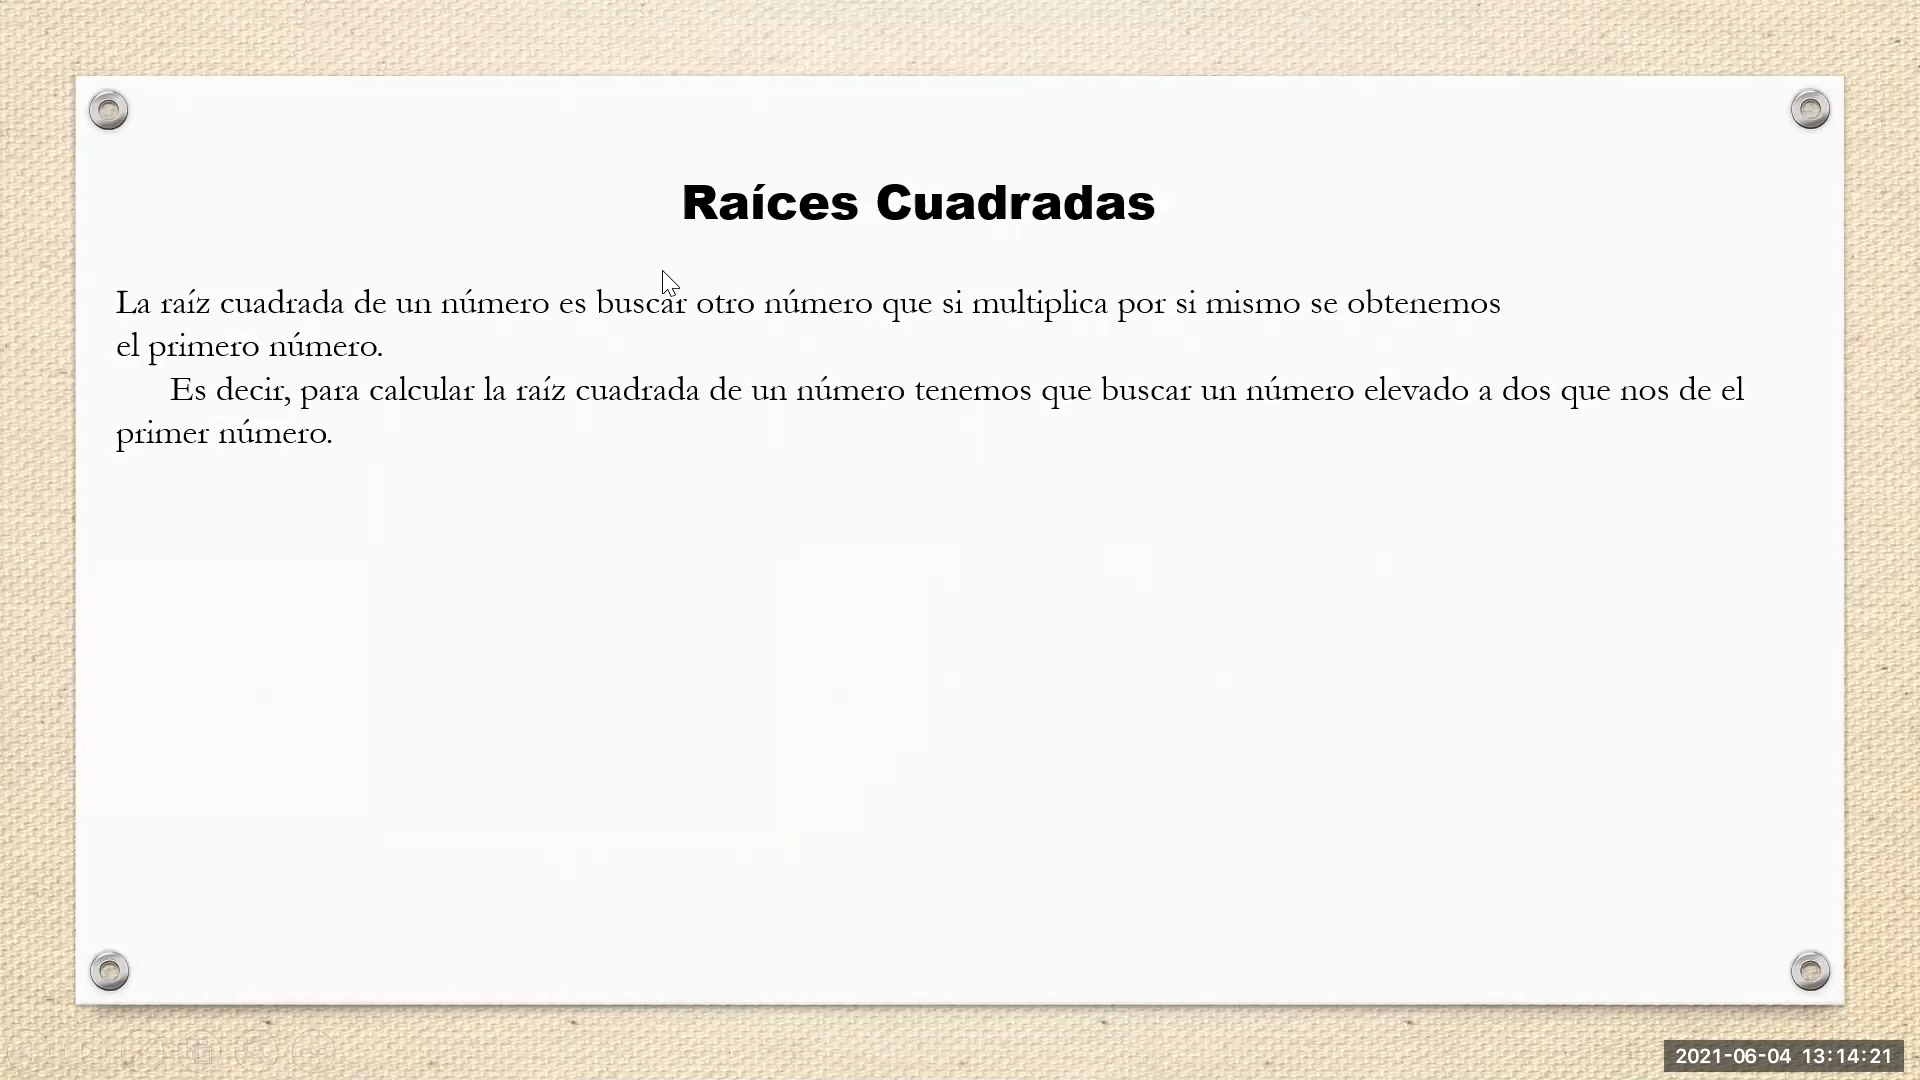 Raíces Cuadradas
La raíz cuadrada de un número es buscar otro número que si multiplica por si mismo se obtenemos
el primero número.
Es decir, para calcular la raíz cuadrada de un número tenemos que buscar un número elevado a dos que nos de el
primer número.
2021-06-04 13:14:21